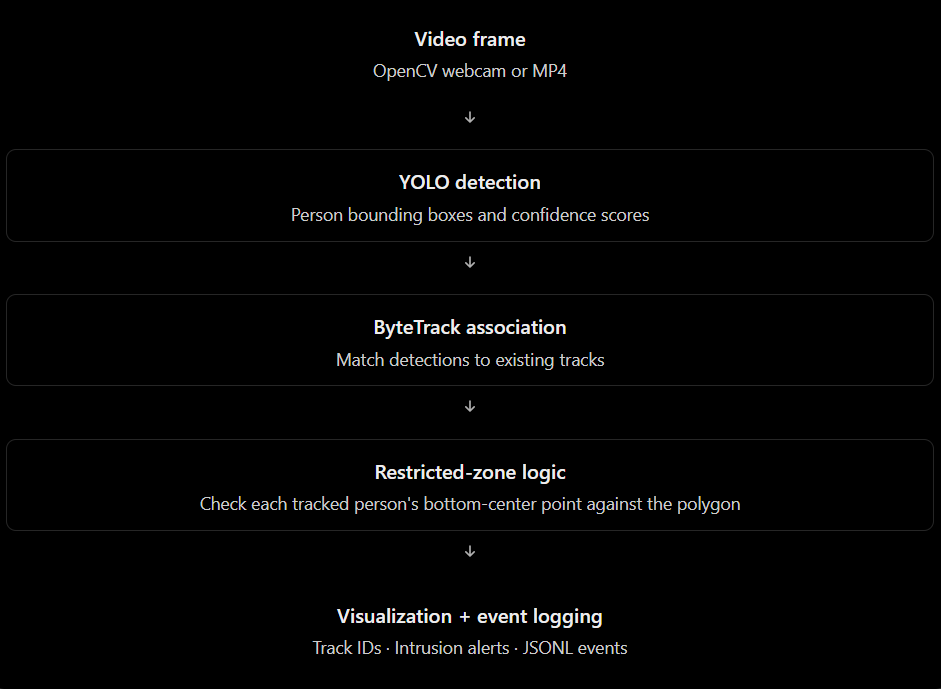 Video frame
OpenCV webcam or MP4
YOLO detection
Person bounding boxes and confidence scores
ByteTrack association
Match detections to existing tracks
Restricted-zone logic
Check each tracked person's bottom-center point against the polygon
Visualization + event logging
Track IDs · Intrusion alerts · JSONL events